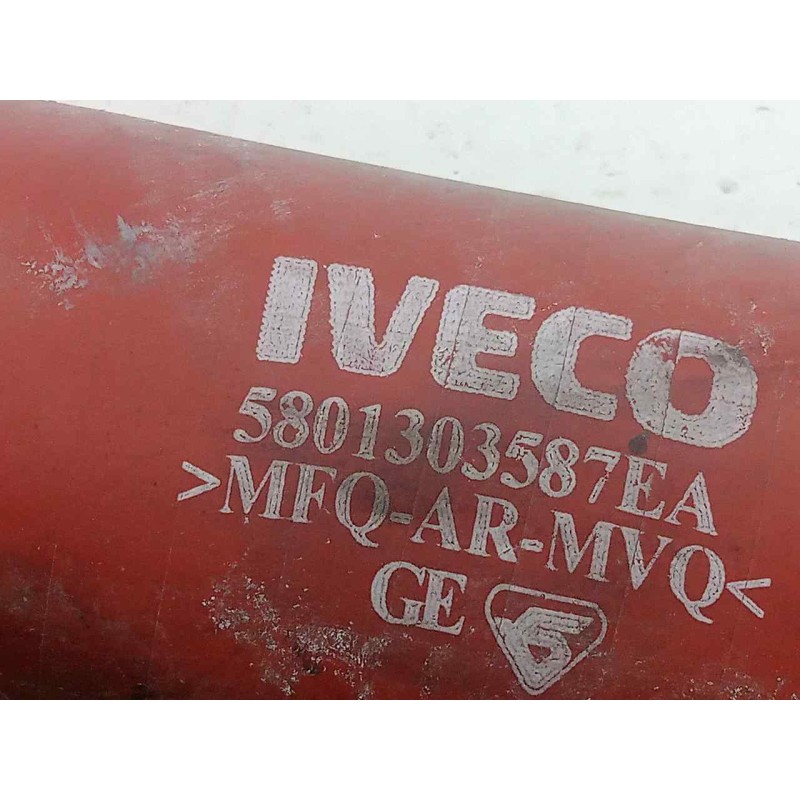 IVECO
5801303587EA
>MFQ-AR-MVQ<
GE